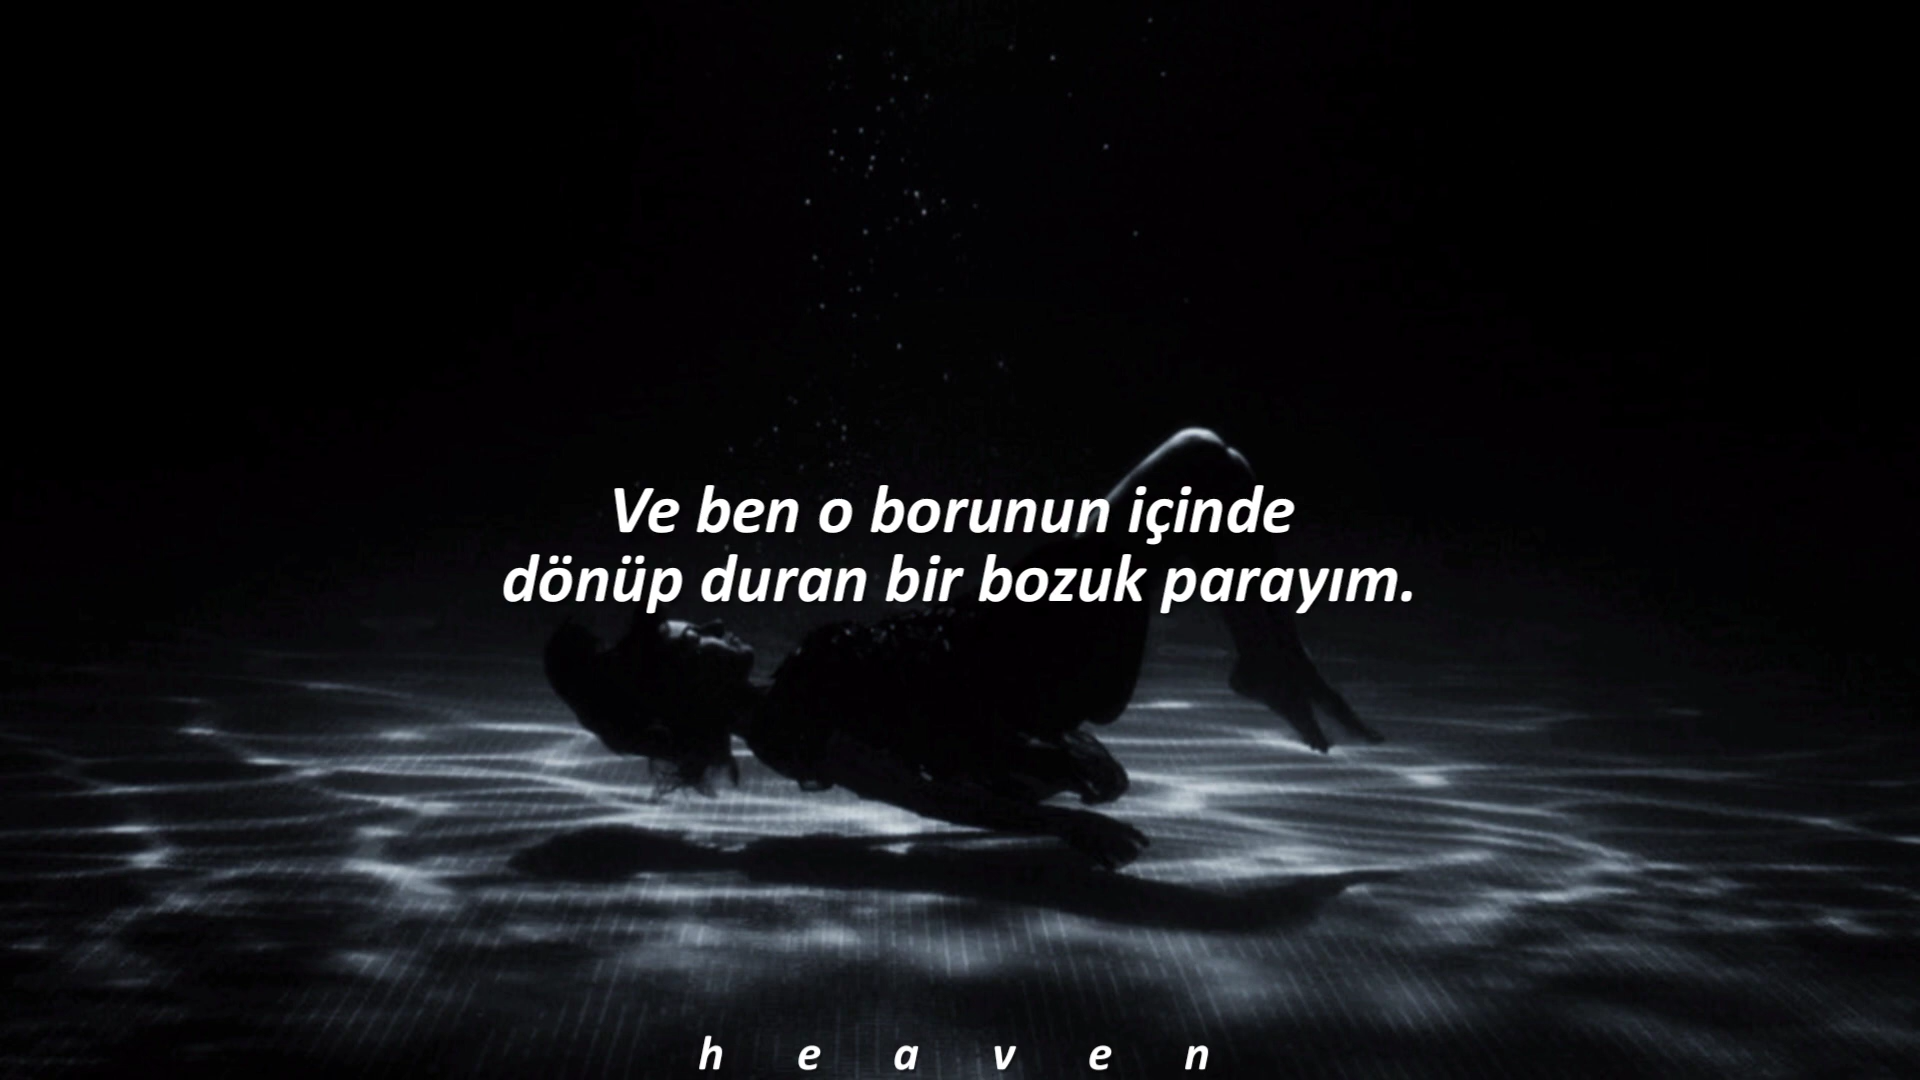 Ve ben o borunun içinde
dönüp duran bir bozuk parayım.
h e a v e n